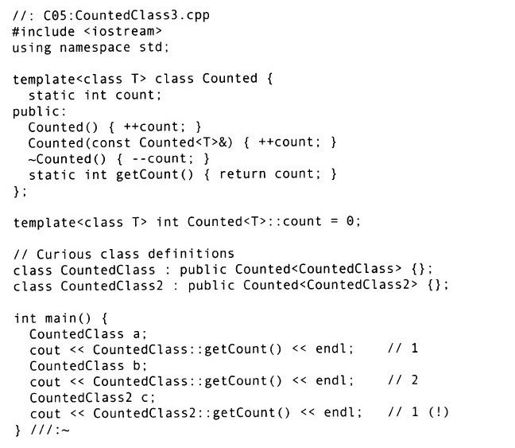 //: C05:CountedClass3.cpp
#include <iostream>
using namespace std;
template<class T> class Counted {
  static int count;
public:
  Counted() { ++count; }
  Counted(const Counted<T>&) { ++count; }
  ~Counted() { --count; }
  static int getCount() { return count; }
};
template<class T> int Counted<T>::count = 0;
// Curious class definitions
class CountedClass : public Counted<CountedClass> {};
class CountedClass2 : public Counted<CountedClass2> {};
int main() {
  CountedClass a;
  cout << CountedClass::getCount() << endl;    // 1
  CountedClass b;
  cout << CountedClass::getCount() << endl;    // 2
  CountedClass2 c;
  cout << CountedClass2::getCount() << endl;   // 1 (!)
} ///:~